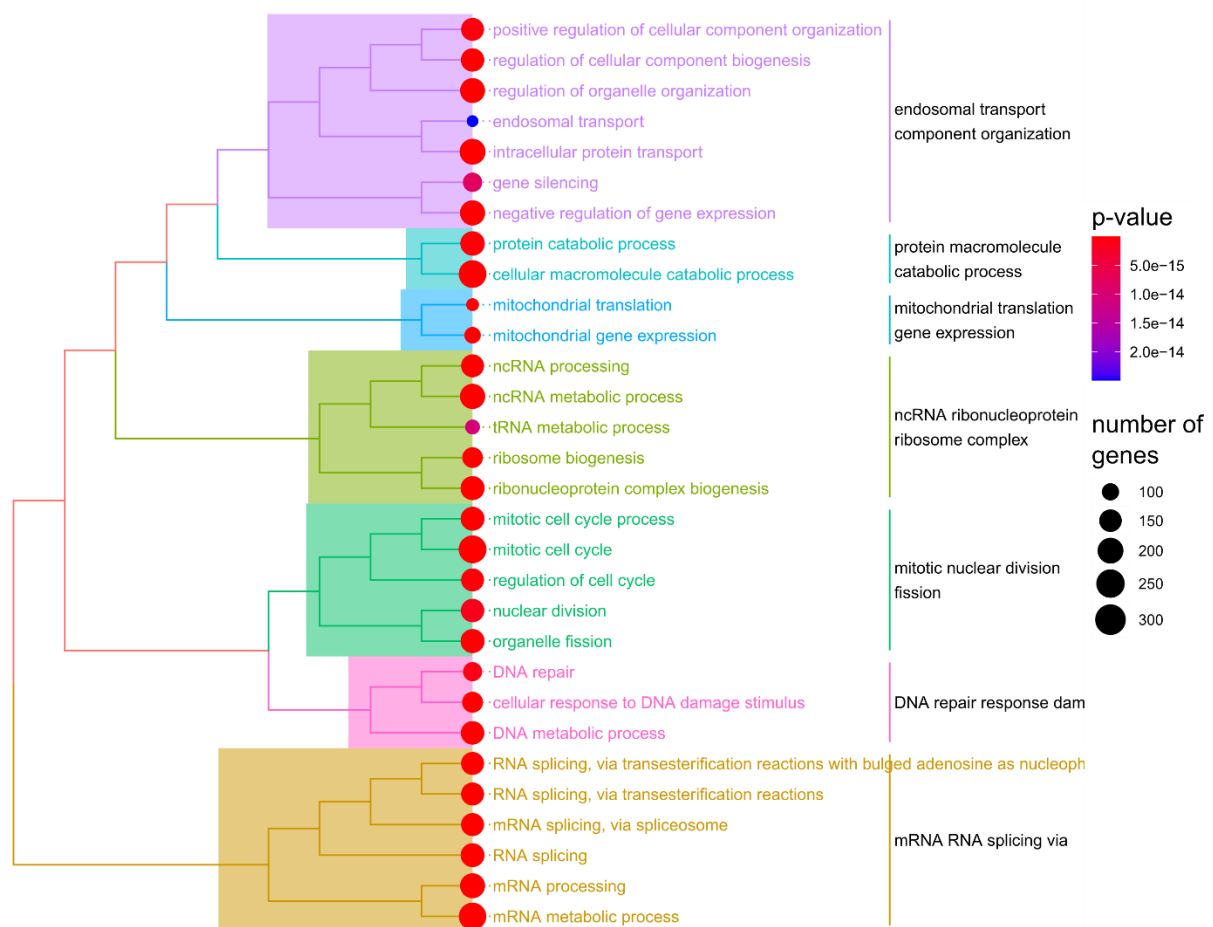 positive regulation of cellular component organization
regulation of cellular component biogenesis
regulation of organelle organization
endosomal transport
intracellular protein transport
gene silencing
negative regulation of gene expression
protein catabolic process
cellular macromolecule catabolic process
mitochondrial translation
mitochondrial gene expression
ncRNA processing
ncRNA metabolic process
tRNA metabolic process
ribosome biogenesis
ribonucleoprotein complex biogenesis
mitotic cell cycle process
mitotic cell cycle
regulation of cell cycle
nuclear division
organelle fission
DNA repair
cellular response to DNA damage stimulus
DNA metabolic process
RNA splicing, via transesterification reactions with bulged adenosine as nucleoph
RNA splicing, via transesterification reactions
mRNA splicing, via spliceosome
RNA splicing
mRNA processing
mRNA metabolic process
endosomal transport
component organization
protein macromolecule
catabolic process
mitochondrial translation
gene expression
ncRNA ribonucleoprotein
ribosome complex
mitotic nuclear division
fission
DNA repair response dam
mRNA RNA splicing via
p-value
5.0e−15
1.0e−14
1.5e−14
2.0e−14
number of
genes
100
150
200
250
300